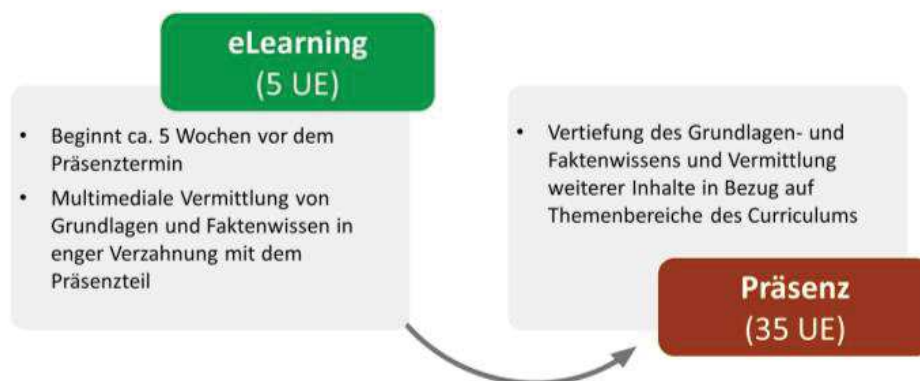 eLearning
(5 UE)
• Beginnt ca. 5 Wochen vor dem
Präsenztermin
• Multimediale Vermittlung von
Grundlagen und Faktenwissen in
enger Verzahnung mit dem
Präsenzteil
• Vertiefung des Grundlagen- und
Faktenwissens und Vermittlung
weiterer Inhalte in Bezug auf
Themenbereiche des Curriculums
Präsenz
(35 UE)